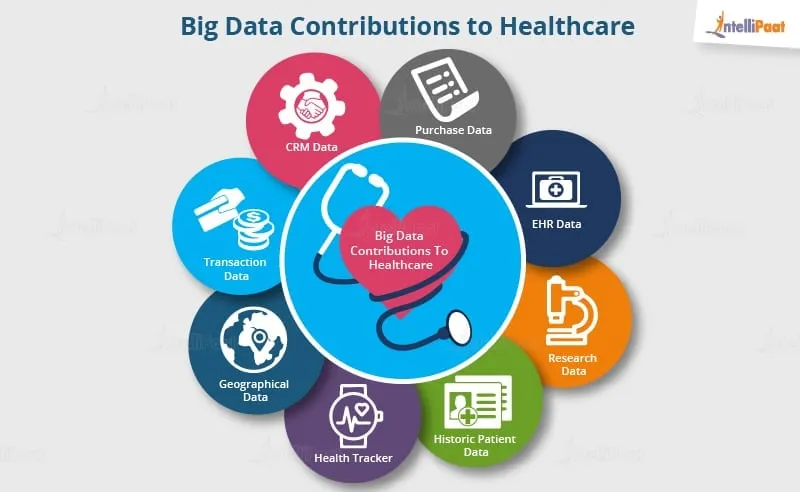 Big Data Contributions to Healthcare
IntelliPaat
CRM Data
Purchase Data
EHR Data
Research
Data
Historic Patient
Data
Health Tracker
Geographical
Data
Transaction
Data
Big Data
Contributions To
Healthcare